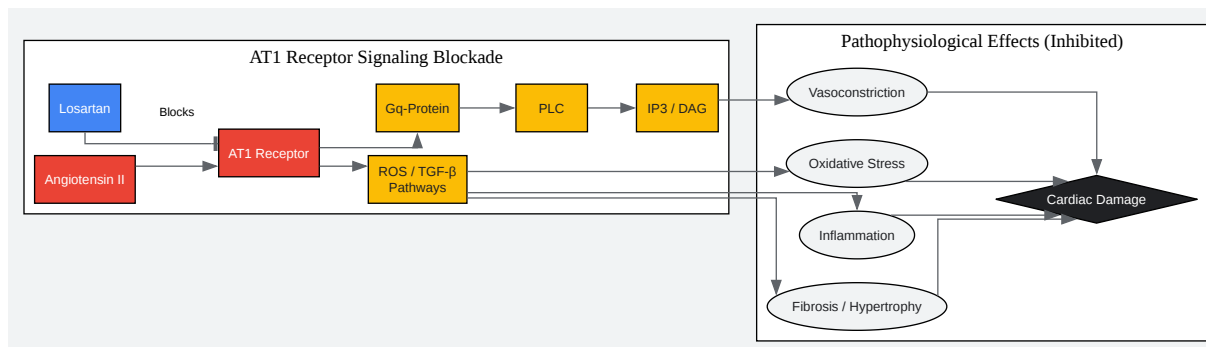 AT1 Receptor Signaling Blockade
Losartan
Blocks
Angiotensin II
AT1 Receptor
Gq-Protein
PLC
IP3 / DAG
ROS / TGF-β
Pathways
Pathophysiological Effects (Inhibited)
Vasoconstriction
Oxidative Stress
Inflammation
Fibrosis / Hypertrophy
Cardiac Damage